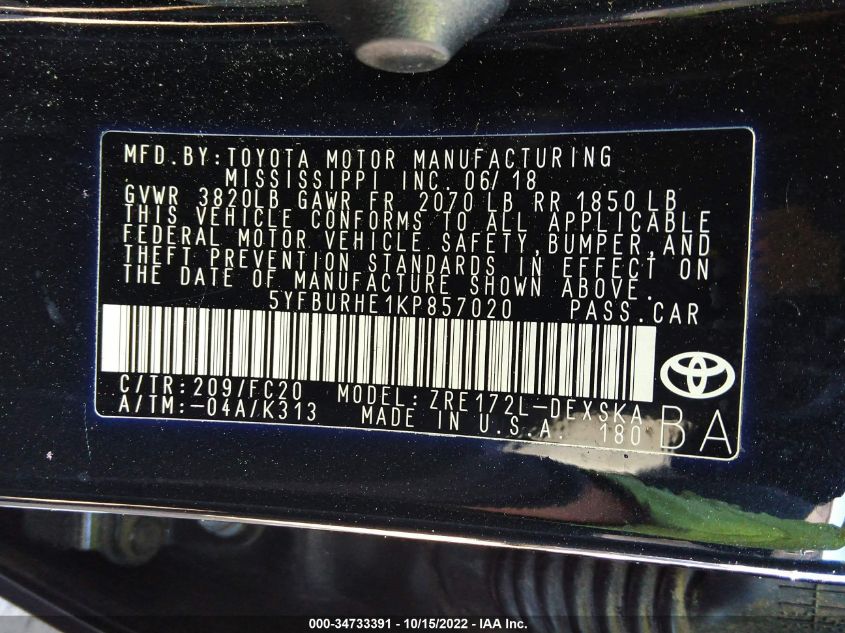 MFD.BY:TOYOTA MOTOR MANUFACTURING
MISSISSIPPI INC. 06/18
GVWR 3820LB GAWR FR 2070 LB RR 1850 LB
THIS VEHICLE CONFORMS TO ALL APPLICABLE
FEDERAL MOTOR VEHICLE SAFETY, BUMPER, AND
THEFT PREVENTION STANDARDS IN EFFECT ON
THE DATE OF MANUFACTURE SHOWN ABOVE.
5YFBURHE1KP857020 PASS.CAR
C/TR:209/FC20 MODEL:ZRE172L-DEXSKA
A/TM:-04A/K313 MADE IN U.S.A. 180 BA
000-34733391 - 10/15/2022 - IAA Inc.